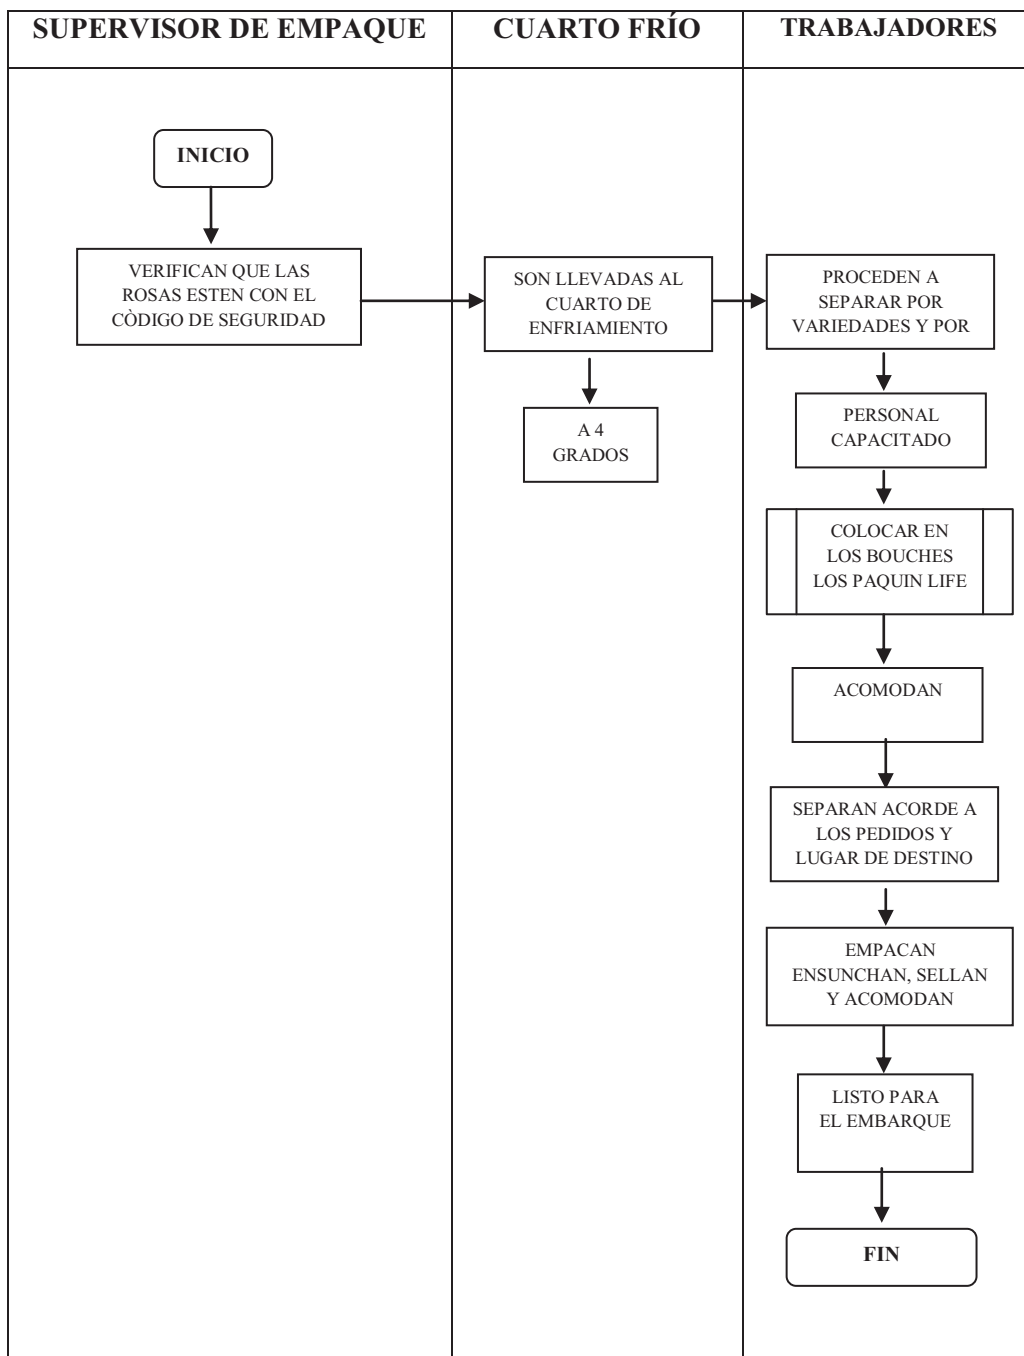 SUPERVISOR DE EMPAQUE
CUARTO FRÍO
TRABAJADORES
INICIO
VERIFICAN QUE LAS
ROSAS ESTEN CON EL
CÒDIGO DE SEGURIDAD
SON LLEVADAS AL
CUARTO DE
ENFRIAMIENTO
A 4
GRADOS
PROCEDEN A
SEPARAR POR
VARIEDADES Y POR
PERSONAL
CAPACITADO
COLOCAR EN
LOS BOUCHES
LOS PAQUIN LIFE
ACOMODAN
SEPARAN ACORDE A
LOS PEDIDOS Y
LUGAR DE DESTINO
EMPACAN
ENSUNCHAN, SELLAN
Y ACOMODAN
LISTO PARA
EL EMBARQUE
FIN